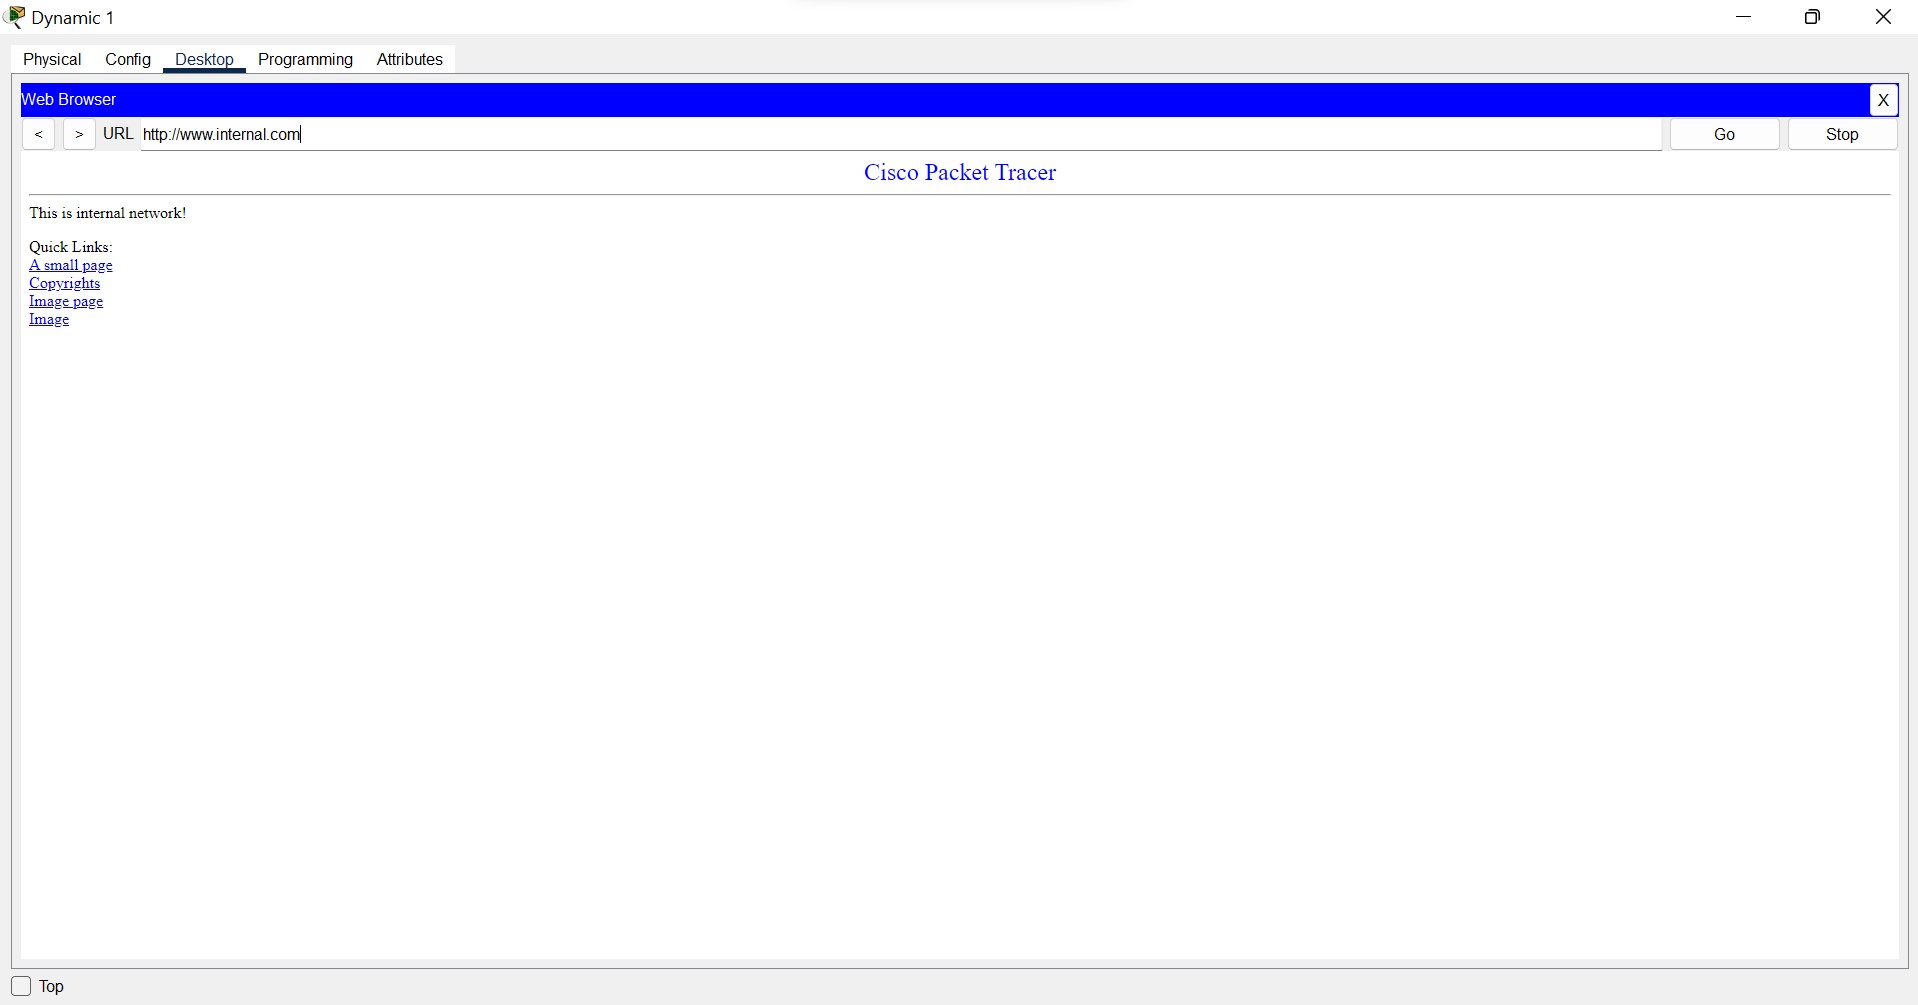 Dynamic 1
Physical Config Desktop Programming Attributes
Web Browser
X
< > URL http://www.internal.com Go Stop
Cisco Packet Tracer
This is internal network!
Quick Links:
A small page
Copyrights
Image page
Image
Top